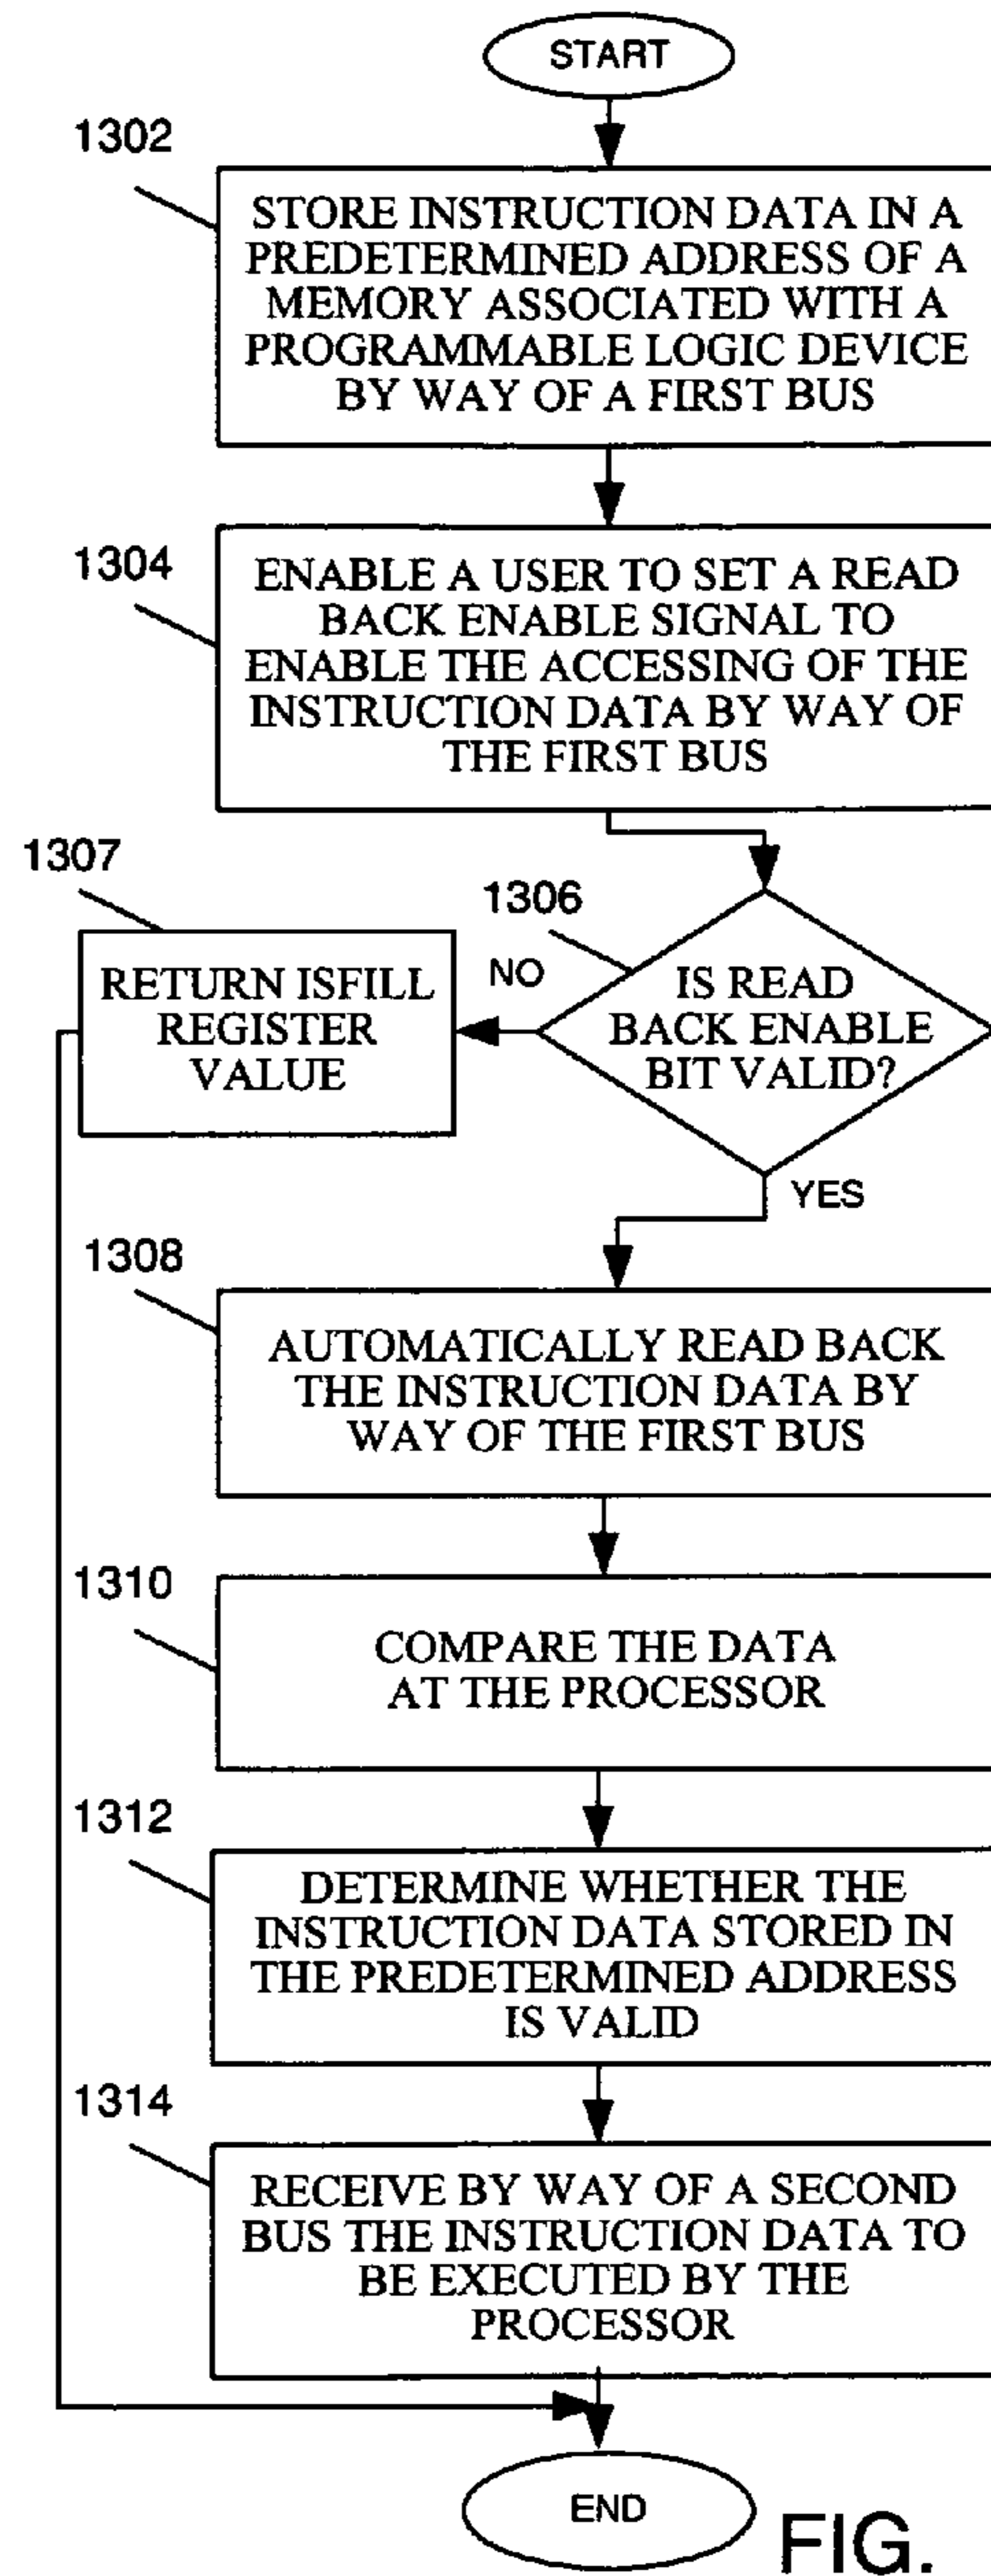 START
1302
STORE INSTRUCTION DATA IN A
PREDETERMINED ADDRESS OF A
MEMORY ASSOCIATED WITH A
PROGRAMMABLE LOGIC DEVICE
BY WAY OF A FIRST BUS
1304
ENABLE A USER TO SET A READ
BACK ENABLE SIGNAL TO
ENABLE THE ACCESSING OF THE
INSTRUCTION DATA BY WAY OF
THE FIRST BUS
1307
1306
NO
RETURN ISFILL
REGISTER
VALUE
IS READ
BACK ENABLE
BIT VALID?
YES
1308
AUTOMATICALLY READ BACK
THE INSTRUCTION DATA BY
WAY OF THE FIRST BUS
1310
COMPARE THE DATA
AT THE PROCESSOR
1312
DETERMINE WHETHER THE
INSTRUCTION DATA STORED IN
THE PREDETERMINED ADDRESS
IS VALID
1314
RECEIVE BY WAY OF A SECOND
BUS THE INSTRUCTION DATA TO
BE EXECUTED BY THE
PROCESSOR
END
FIG.